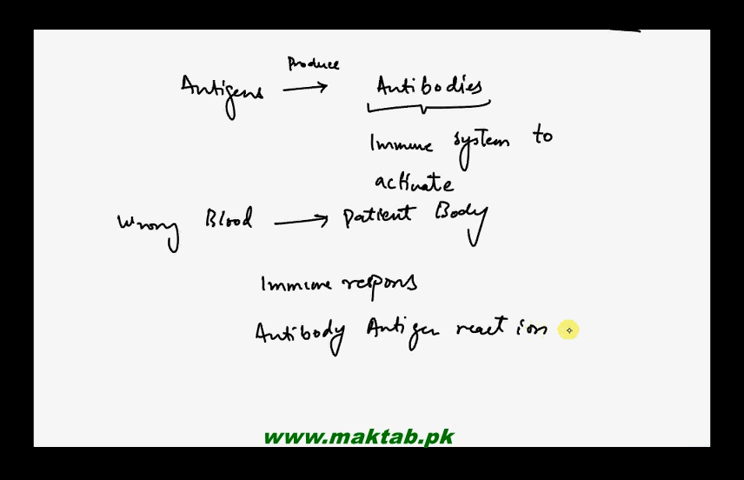 Produce
Antigens → Antibodies
Immune system to
activate
Wrong Blood → Patient Body
Immune respons
Antibody Antigen reaction
www.maktab.pk